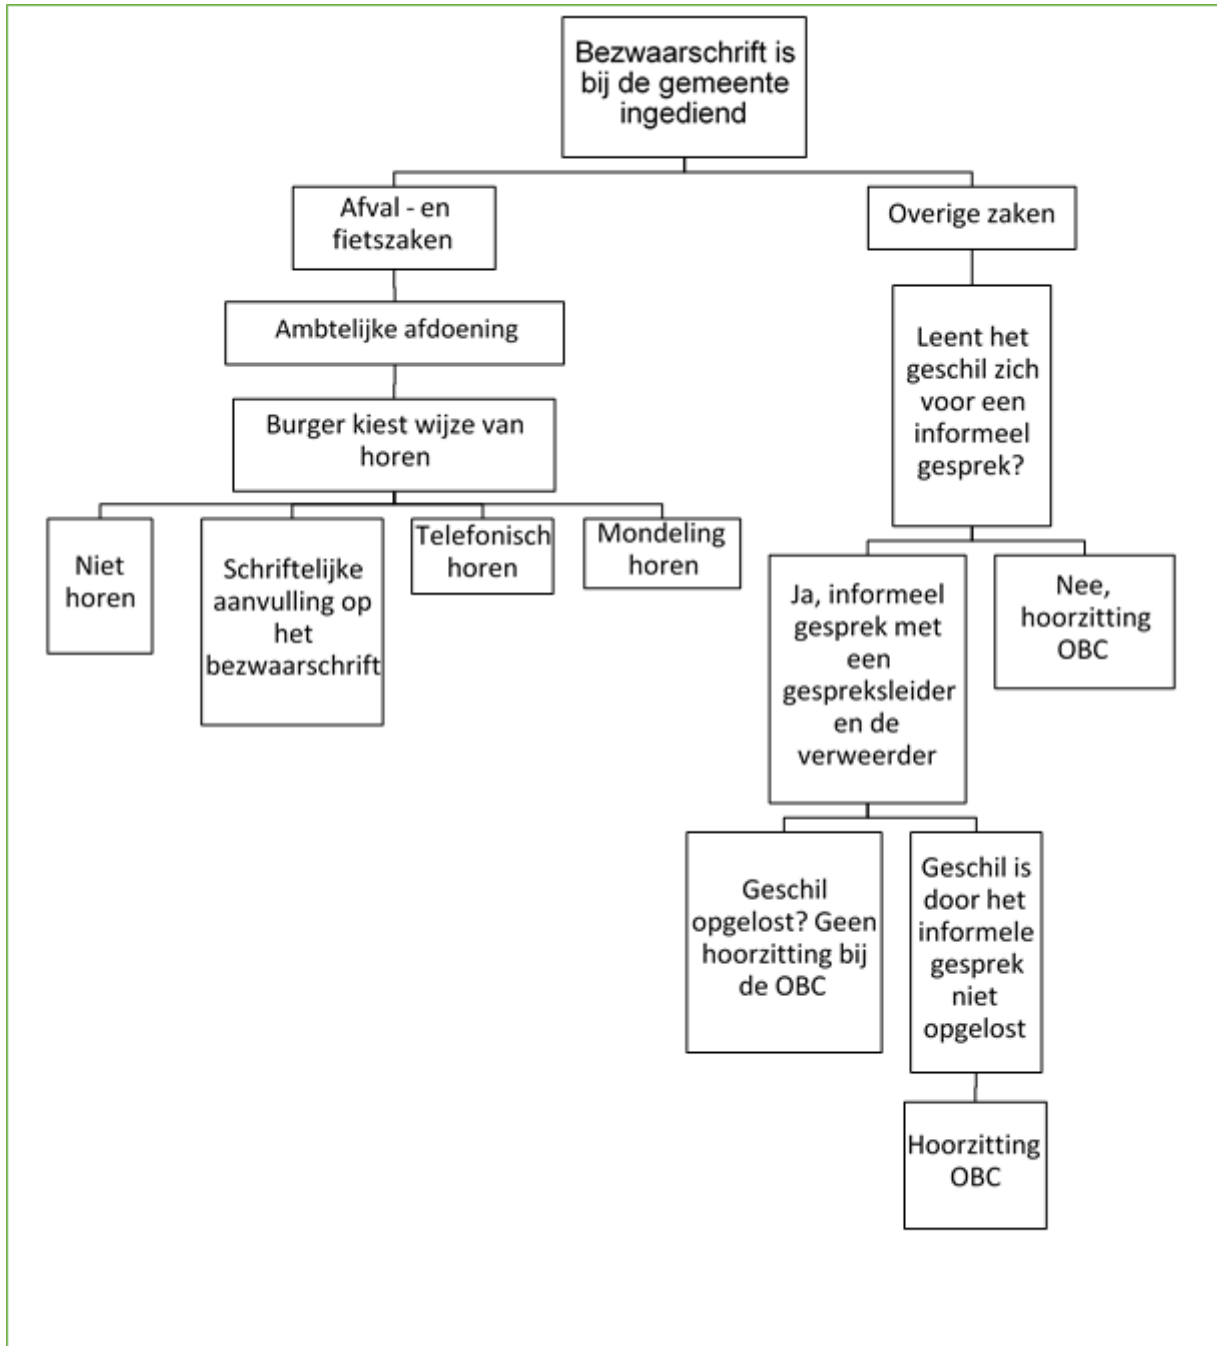 Bezwaarschrift is
bij de gemeente
ingediend
Afval - en
fietszaken
Overige zaken
Ambtelijke afdoening
Burger kiest wijze van
horen
Niet
horen
Schriftelijke
aanvulling op
het
bezwaarschrift
Telefonisch
horen
Mondeling
horen
Leent het
geschil zich
voor een
informeel
gesprek?
Ja, informeel
gesprek met
een
gespreksleider
en de
verweerder
Nee,
hoorzitting
OBC
Geschil
opgelost? Geen
hoorzitting bij
de OBC
Geschil is
door het
informele
gesprek
niet
opgelost
Hoorzitting
OBC